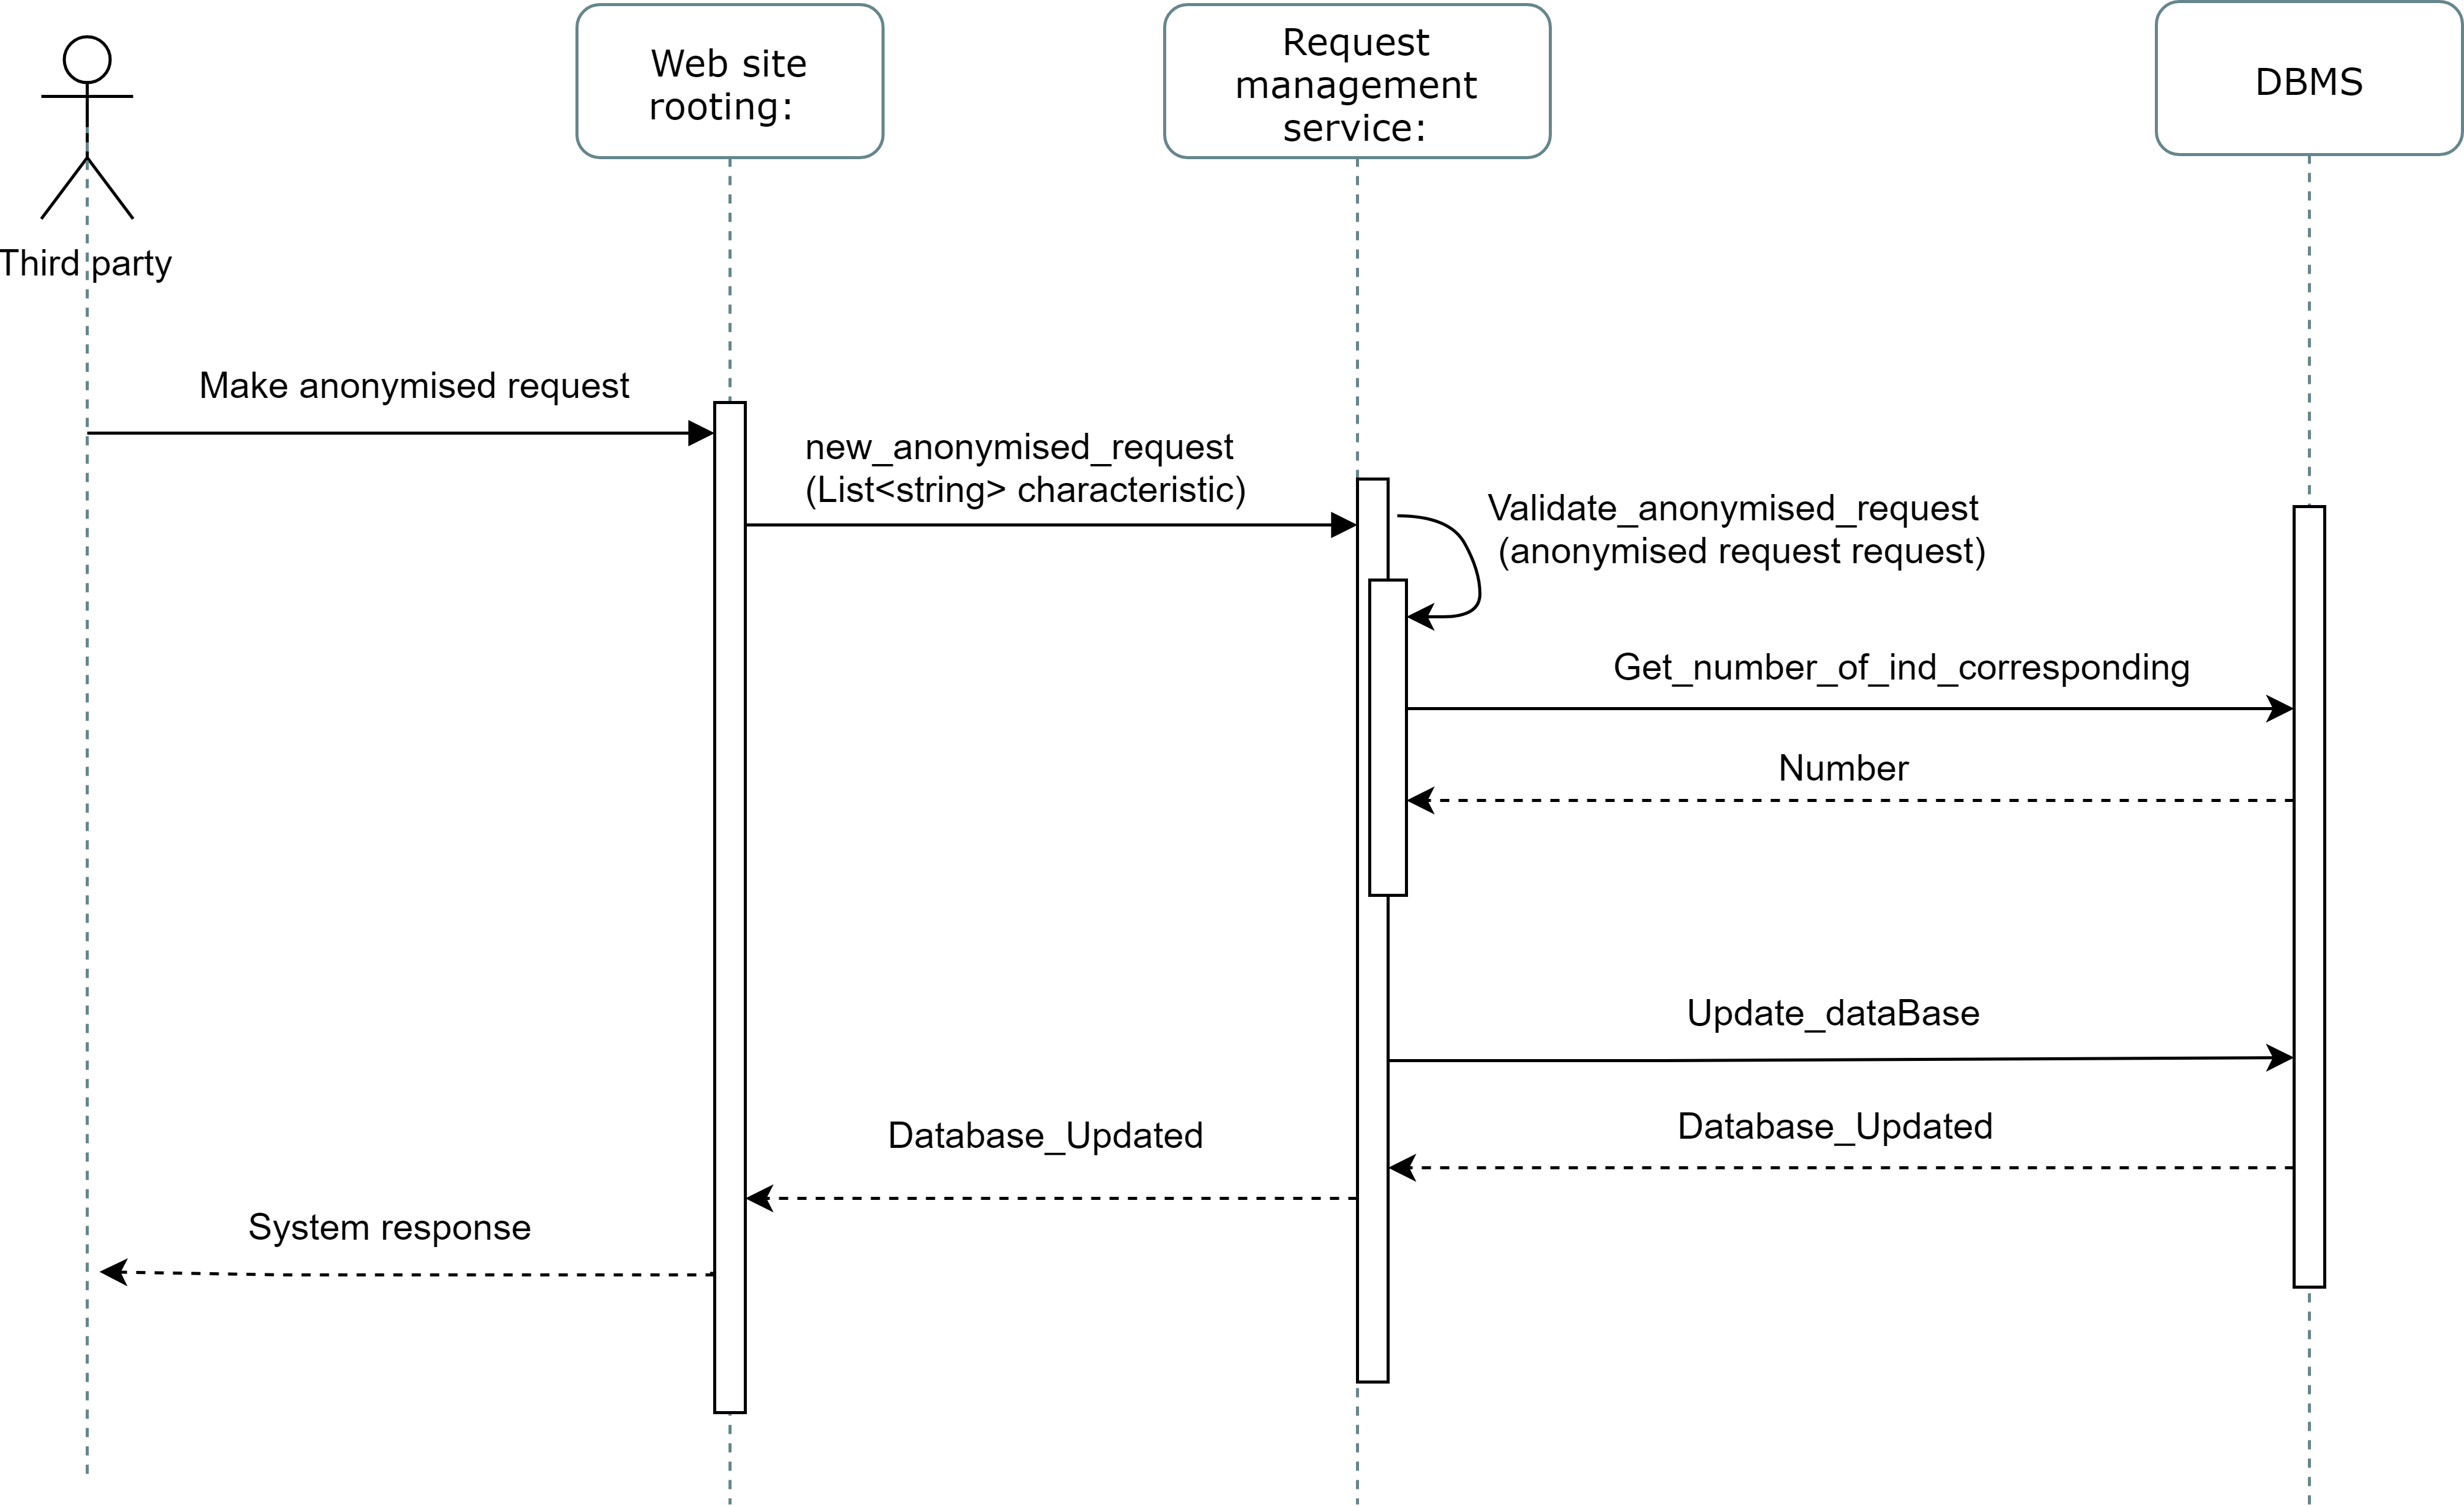 Web site
rooting:
Request
management
service:
DBMS
Third party
Make anonymised request
new_anonymised_request
(List<string> characteristic)
Validate_anonymised_request
(anonymised request request)
Get_number_of_ind_corresponding
Number
Update_dataBase
Database_Updated
Database_Updated
System response